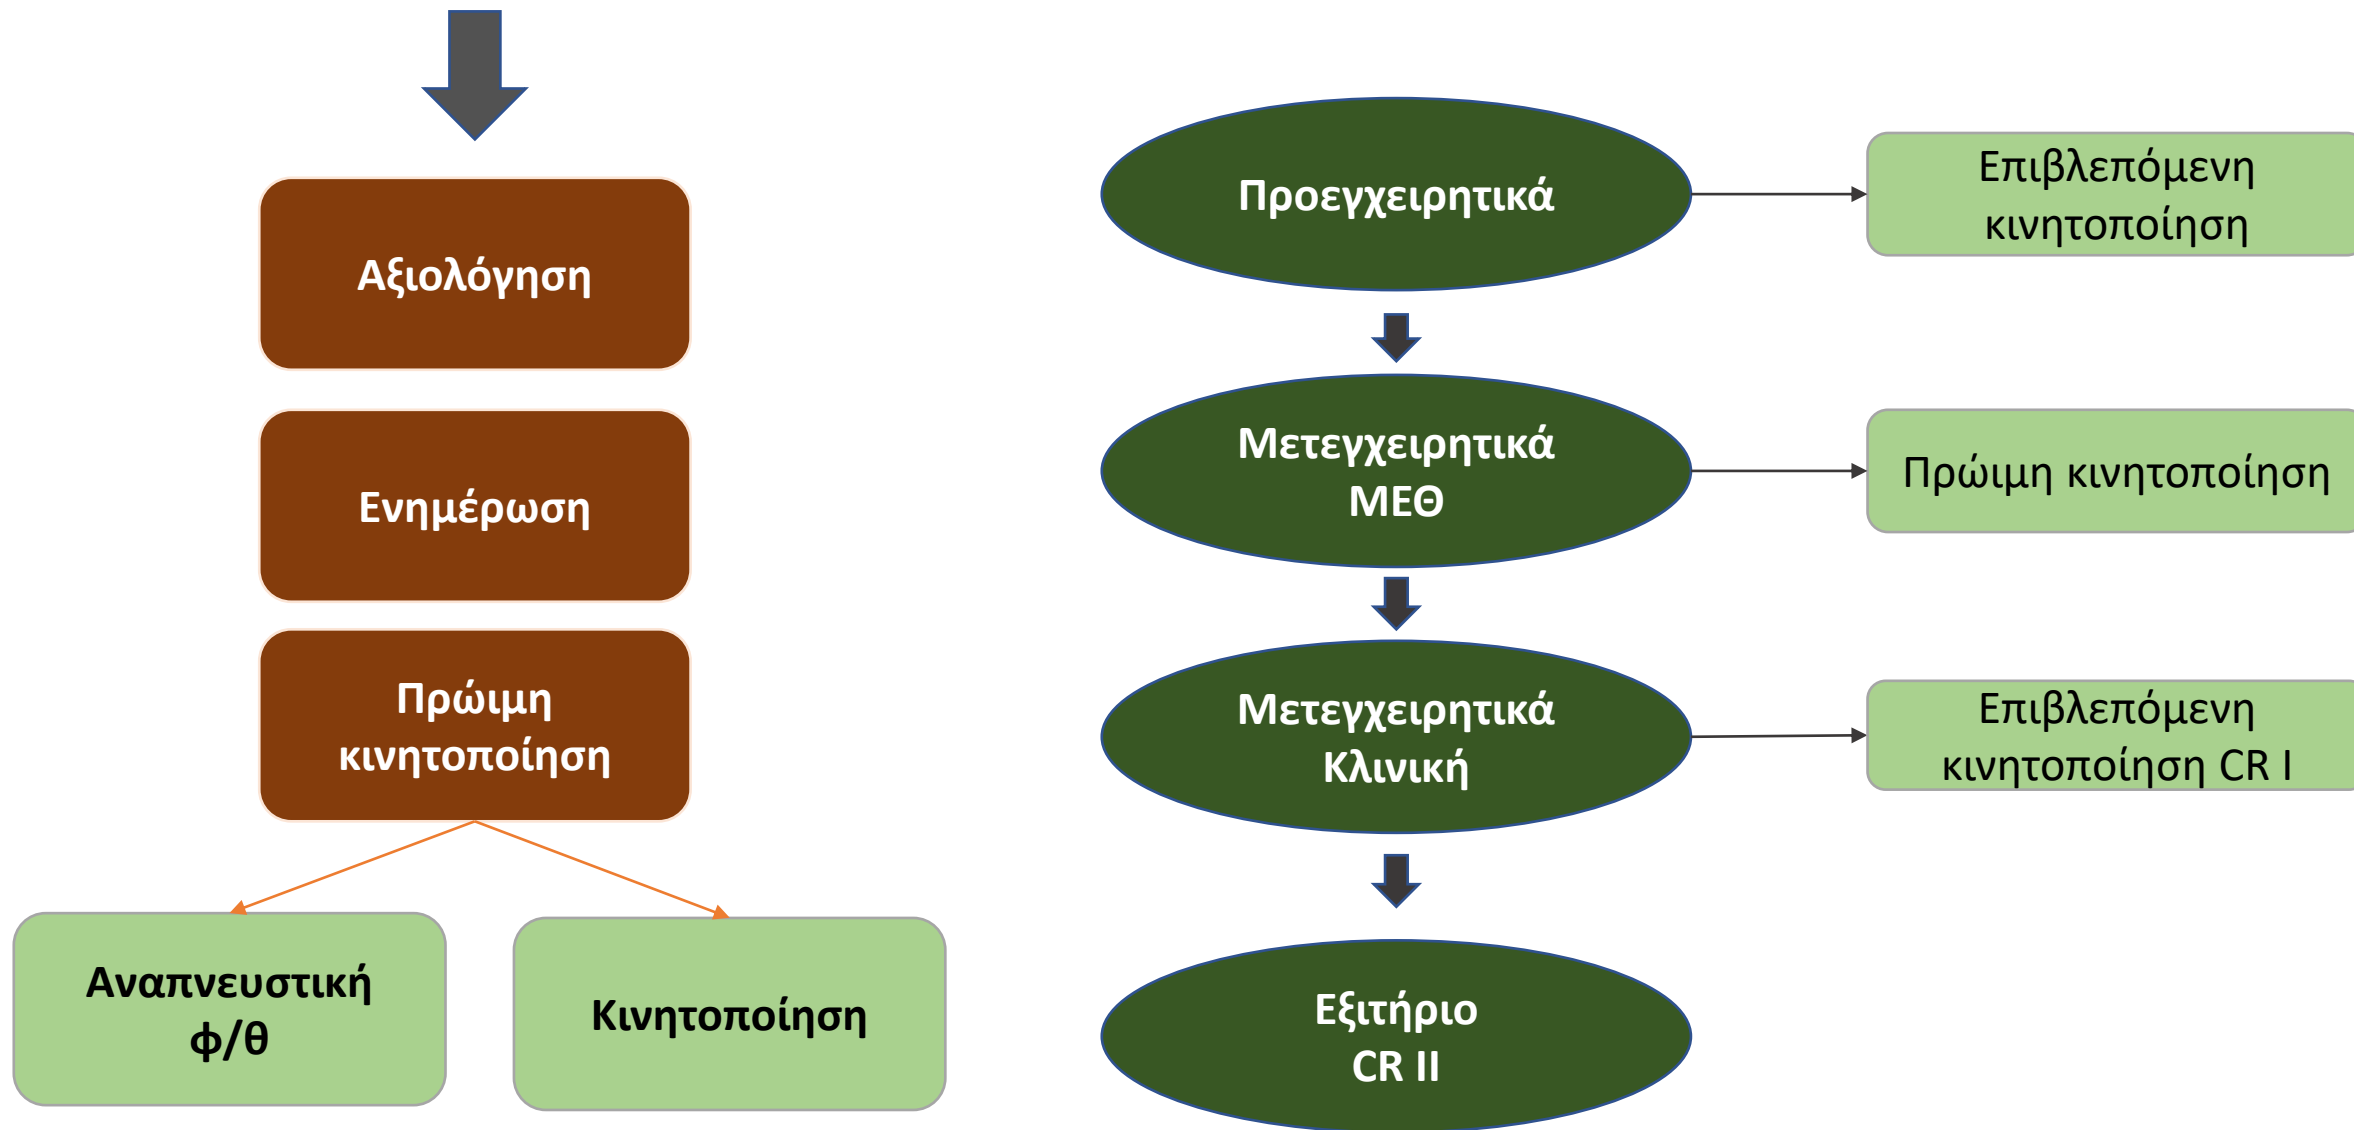 Αξιολόγηση
Ενημέρωση
Πρώιμη
κινητοποίηση
Αναπνευστική
φ/θ
Κινητοποίηση
Προεγχειρητικά
Επιβλεπόμενη
κινητοποίηση
Μετεγχειρητικά
ΜΕΘ
Πρώιμη κινητοποίηση
Μετεγχειρητικά
Κλινική
Επιβλεπόμενη
κινητοποίηση CR I
Εξιτήριο
CR II